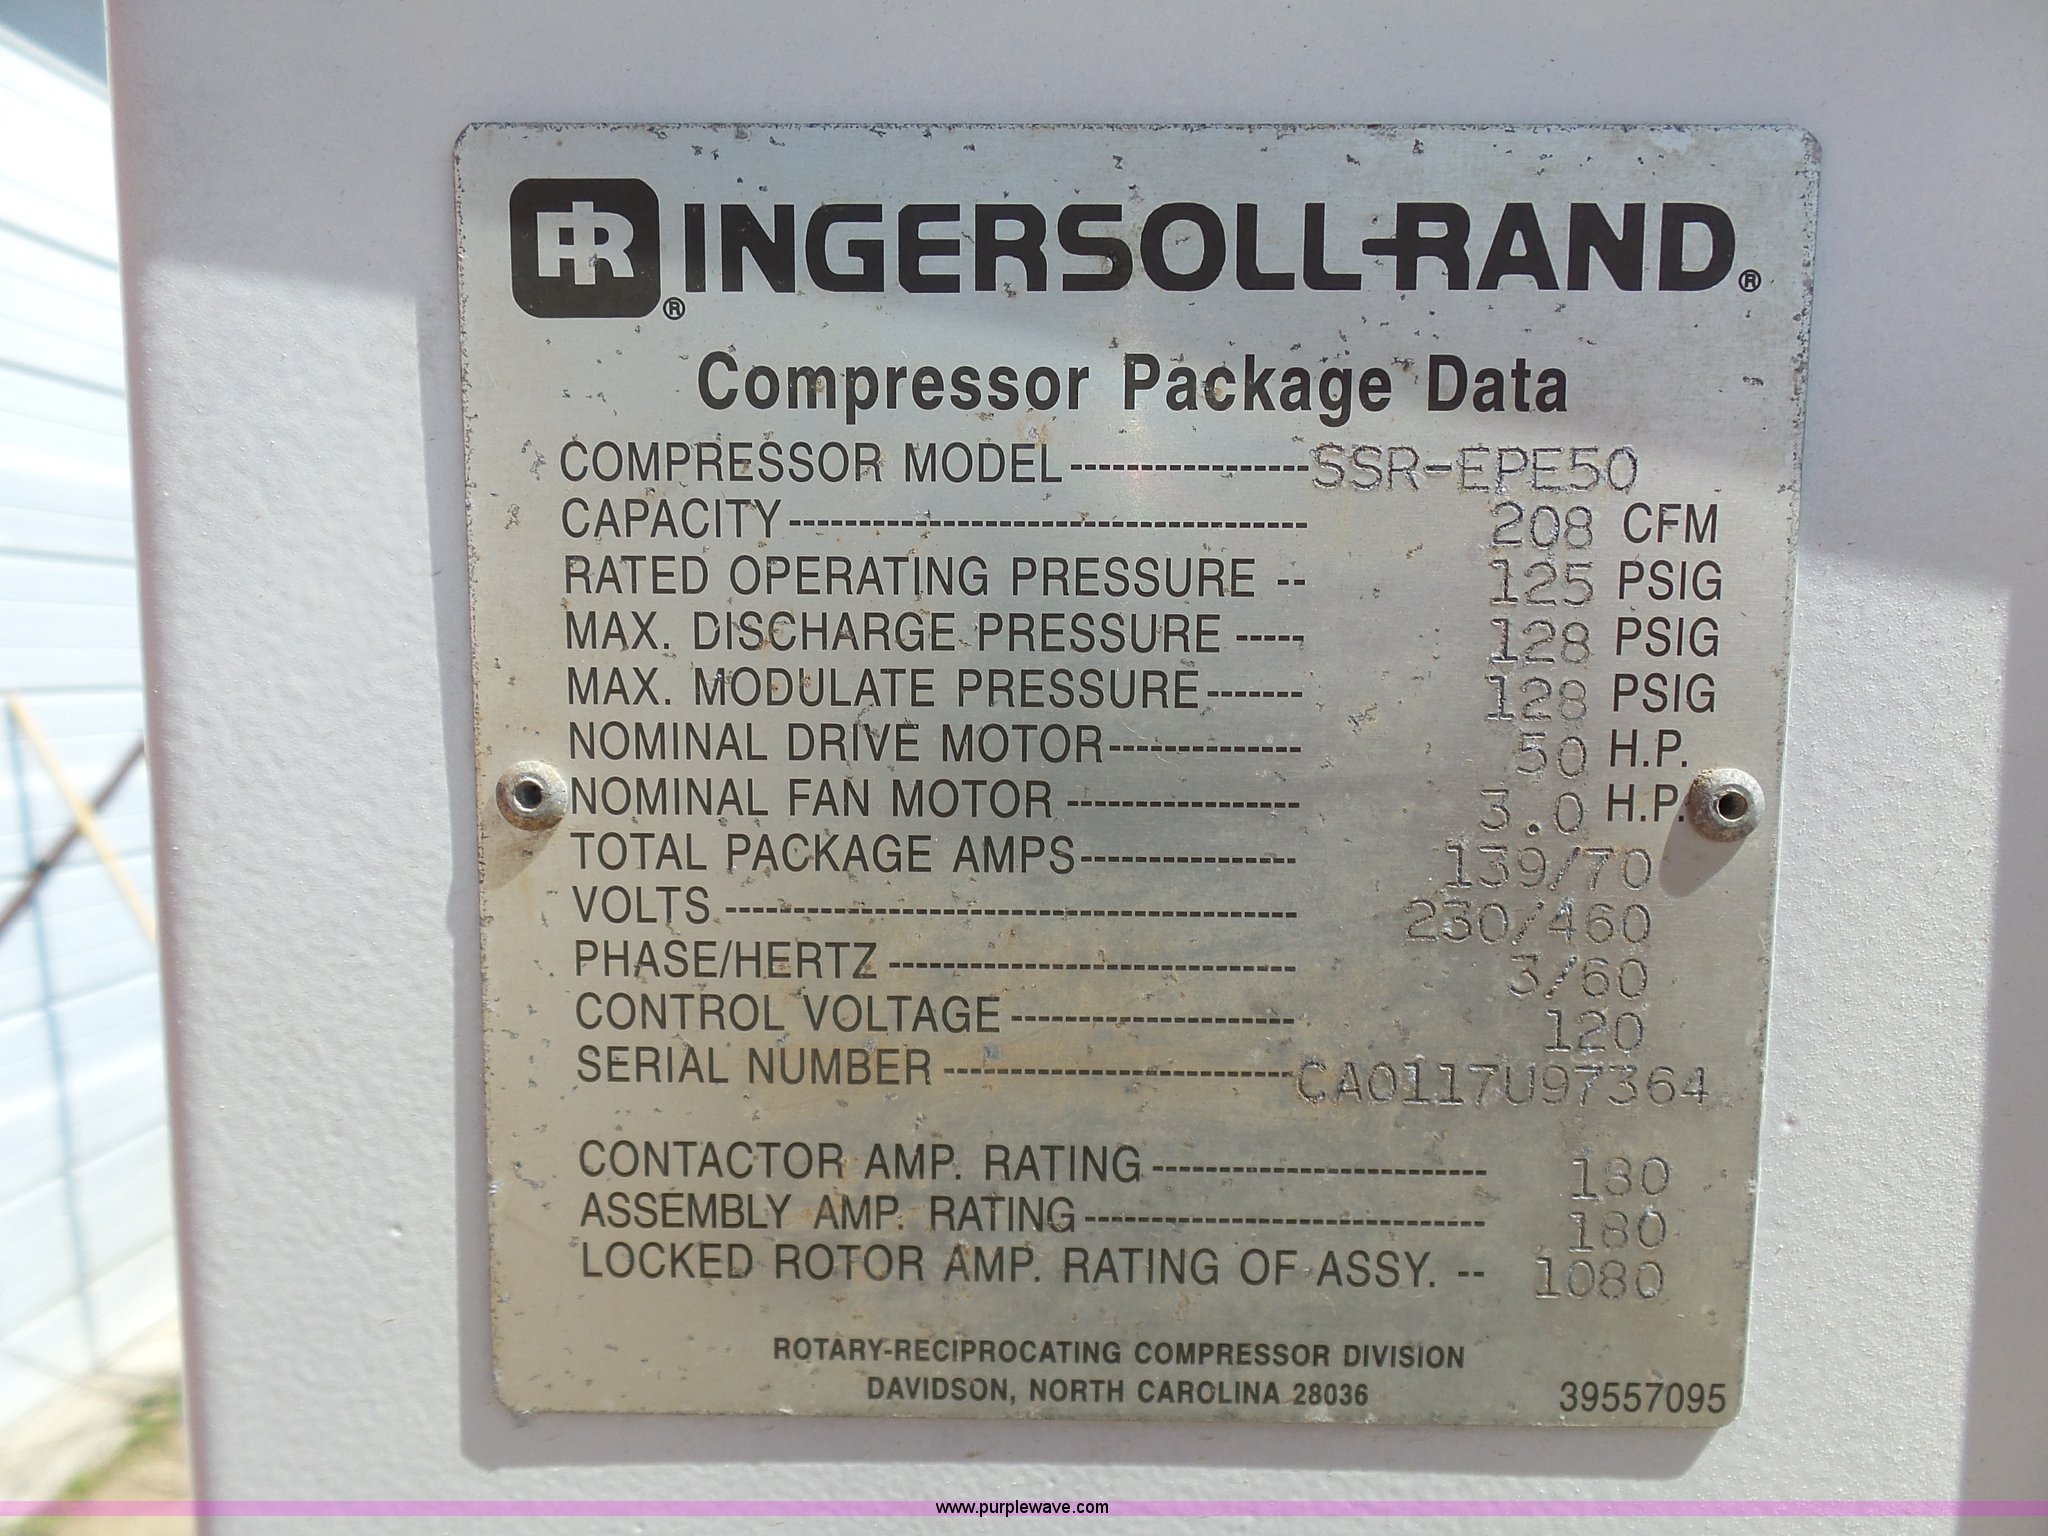 IR® INGERSOLL-RAND®
Compressor Package Data
COMPRESSOR MODEL----------------SSR-EPE50
CAPACITY------------------------------------- 208 CFM
RATED OPERATING PRESSURE -- 125 PSIG
MAX. DISCHARGE PRESSURE ----- 128 PSIG
MAX. MODULATE PRESSURE------- 128 PSIG
NOMINAL DRIVE MOTOR-------------- 50 H.P.
NOMINAL FAN MOTOR ----------------- 3.0 H.P.
TOTAL PACKAGE AMPS---------------- 139/70
VOLTS ----------------------------------------- 230/460
PHASE/HERTZ ----------------------------- 3/60
CONTROL VOLTAGE -------------------- 120
SERIAL NUMBER -------------------------CA0117U97364
CONTACTOR AMP. RATING------------------------- 180
ASSEMBLY AMP. RATING------------------------------ 180
LOCKED ROTOR AMP. RATING OF ASSY. -- 1080
ROTARY-RECIPROCATING COMPRESSOR DIVISION
DAVIDSON, NORTH CAROLINA 28036 39557095
www.purplewave.com